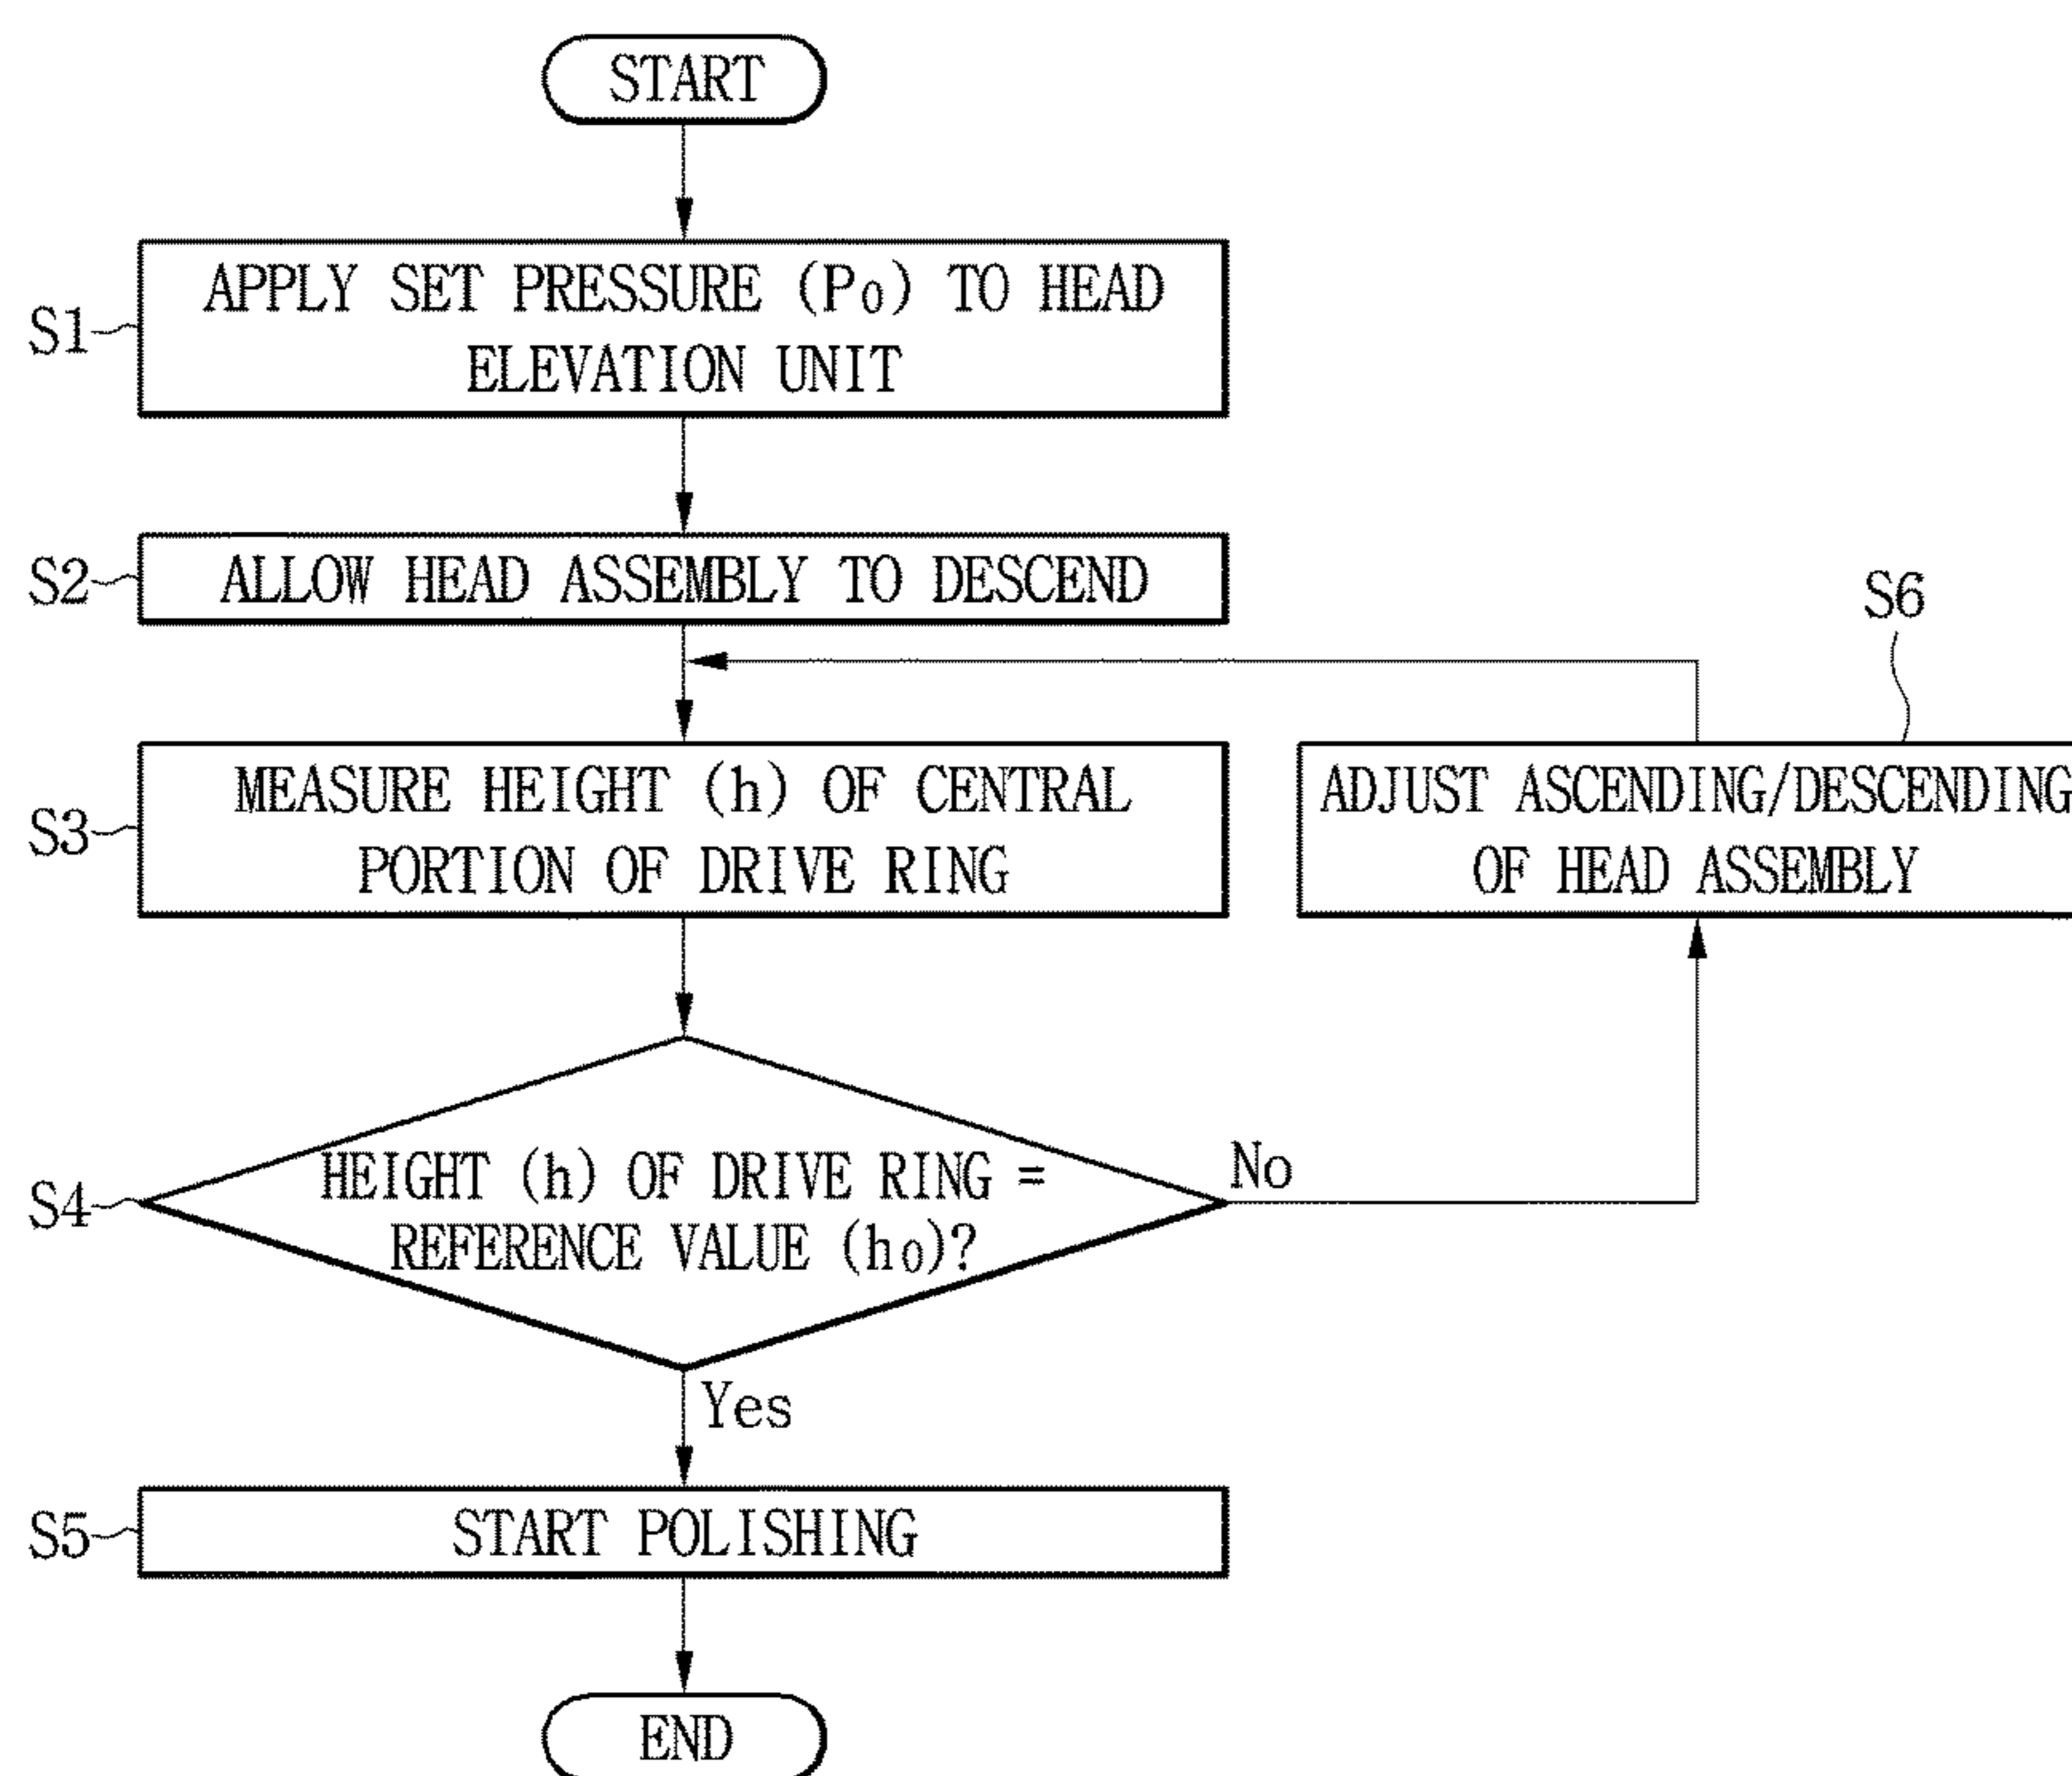 START
S1
APPLY SET PRESSURE (P₀) TO HEAD
ELEVATION UNIT
S2
ALLOW HEAD ASSEMBLY TO DESCEND
S6
S3
MEASURE HEIGHT (h) OF CENTRAL
PORTION OF DRIVE RING
ADJUST ASCENDING/DESCENDING
OF HEAD ASSEMBLY
S4
HEIGHT (h) OF DRIVE RING =
REFERENCE VALUE (h₀)?
No
Yes
S5
START POLISHING
END